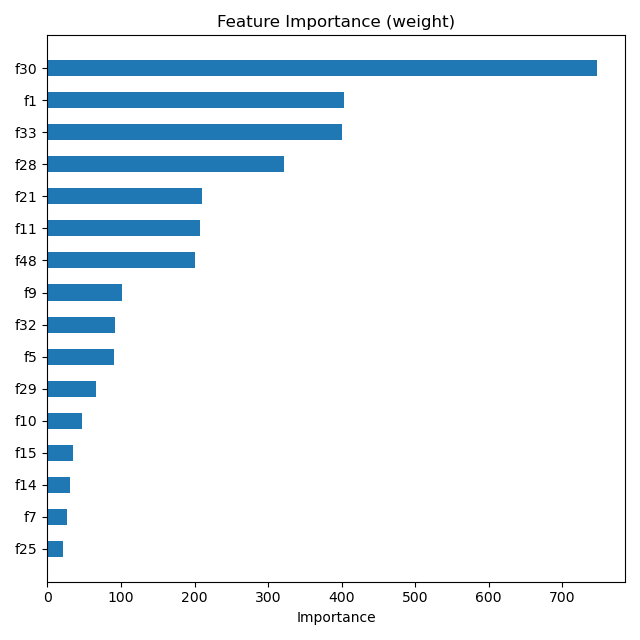 Feature Importance (weight)
f30
f1
f33
f28
f21
f11
f48
f9
f32
f5
f29
f10
f15
f14
f7
f25
0 100 200 300 400 500 600 700
Importance